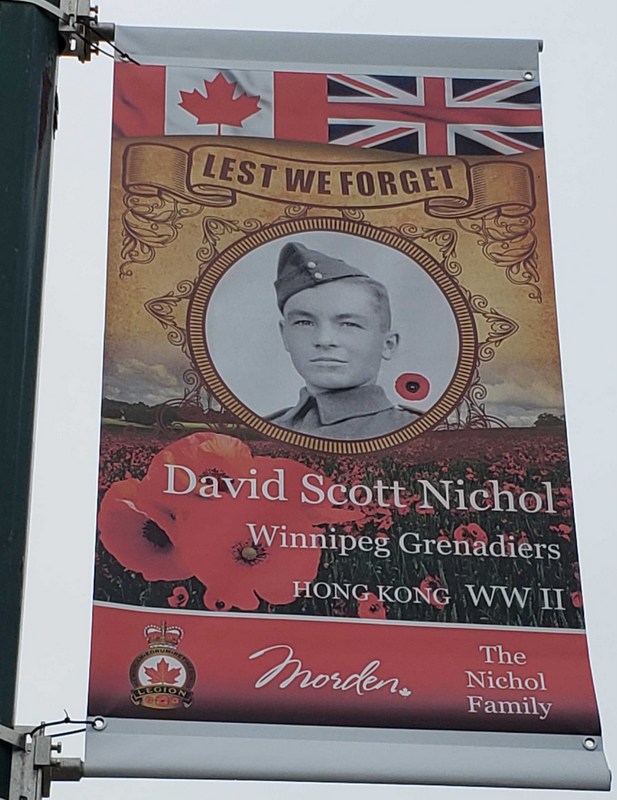 LEST WE FORGET
David Scott Nichol
Winnipeg Grenadiers
HONG KONG WW II
LEGION
Morden
The
Nichol
Family